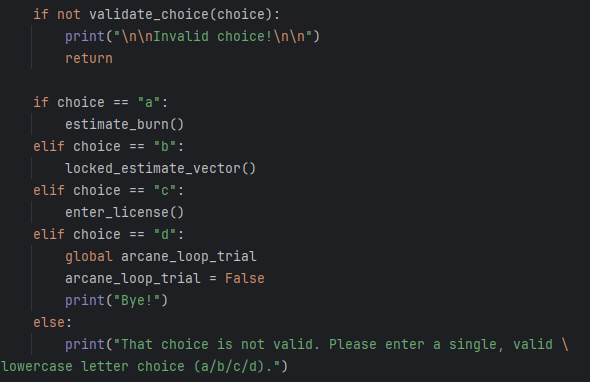 if not validate_choice(choice):
print("\n\nInvalid choice!\n\n")
return
if choice == "a":
estimate_burn()
elif choice == "b":
locked_estimate_vector()
elif choice == "c":
enter_license()
elif choice == "d":
global arcane_loop_trial
arcane_loop_trial = False
print("Bye!")
else:
print("That choice is not valid. Please enter a single, valid \
lowercase letter choice (a/b/c/d).")